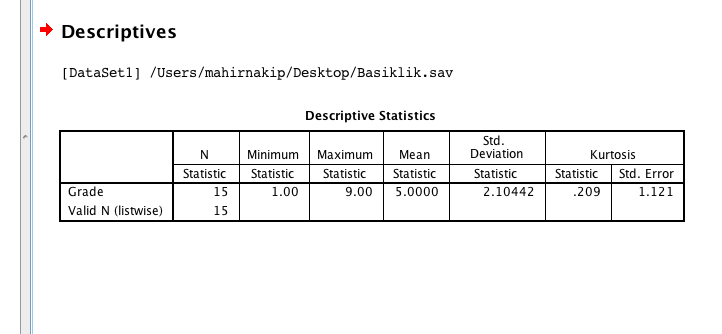 Descriptives
[DataSet1] /Users/mahirnakip/Desktop/Basiklik.sav
Descriptive Statistics
N Minimum Maximum Mean Std. Deviation Kurtosis
Statistic Statistic Statistic Statistic Statistic Statistic Std. Error
Grade 15 1.00 9.00 5.0000 2.10442 .209 1.121
Valid N (listwise) 15